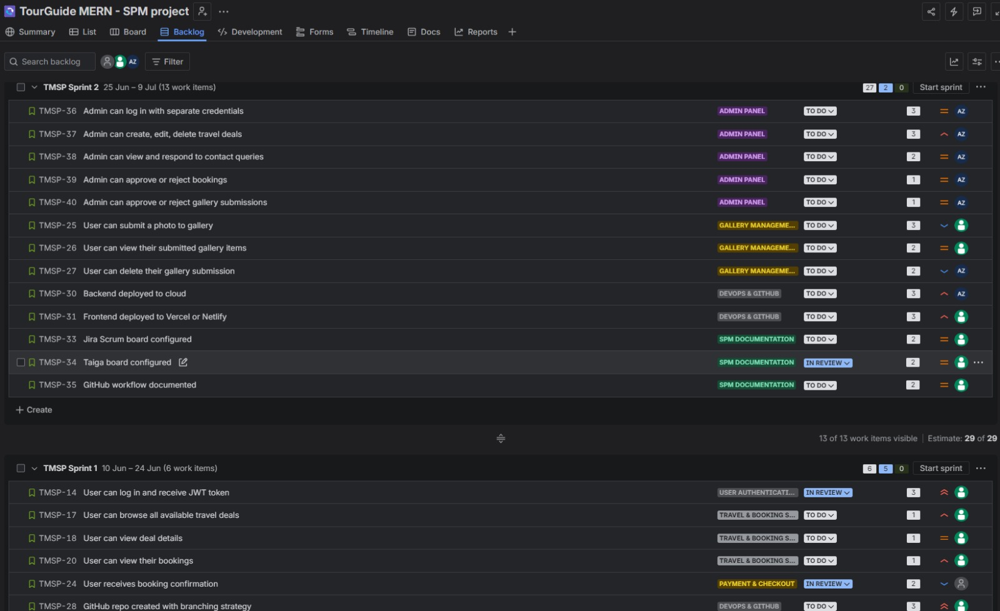 TourGuide MERN - SPM project
Summary List Board Backlog Development Forms Timeline Docs Reports
Search backlog AZ Filter
TMSP Sprint 2 25 Jun – 9 Jul (13 work items) 27 2 0 Start sprint
TMSP-36 Admin can log in with separate credentials ADMIN PANEL TO DO 3 AZ
TMSP-37 Admin can create, edit, delete travel deals ADMIN PANEL TO DO 3 AZ
TMSP-38 Admin can view and respond to contact queries ADMIN PANEL TO DO 2 AZ
TMSP-39 Admin can approve or reject bookings ADMIN PANEL TO DO 1 AZ
TMSP-40 Admin can approve or reject gallery submissions ADMIN PANEL TO DO 1 AZ
TMSP-25 User can submit a photo to gallery GALLERY MANAGEME... TO DO 3
TMSP-26 User can view their submitted gallery items GALLERY MANAGEME... TO DO 2
TMSP-27 User can delete their gallery submission GALLERY MANAGEME... TO DO 2 AZ
TMSP-30 Backend deployed to cloud DEVOPS & GITHUB TO DO 3 AZ
TMSP-31 Frontend deployed to Vercel or Netlify DEVOPS & GITHUB TO DO 3
TMSP-33 Jira Scrum board configured SPM DOCUMENTATION TO DO 2
TMSP-34 Taiga board configured SPM DOCUMENTATION IN REVIEW 2
TMSP-35 GitHub workflow documented SPM DOCUMENTATION TO DO 2
Create
13 of 13 work items visible Estimate: 29 of 29
TMSP Sprint 1 10 Jun – 24 Jun (6 work items) 6 5 0 Start sprint
TMSP-14 User can log in and receive JWT token USER AUTHENTICATI... IN REVIEW 3
TMSP-17 User can browse all available travel deals TRAVEL & BOOKING S... TO DO 1
TMSP-18 User can view deal details TRAVEL & BOOKING S... TO DO 1
TMSP-20 User can view their bookings TRAVEL & BOOKING S... TO DO 1
TMSP-24 User receives booking confirmation PAYMENT & CHECKOUT IN REVIEW 2
TMSP-28 GitHub repo created with branching strategy DEVOPS & GITHUB TO DO 3